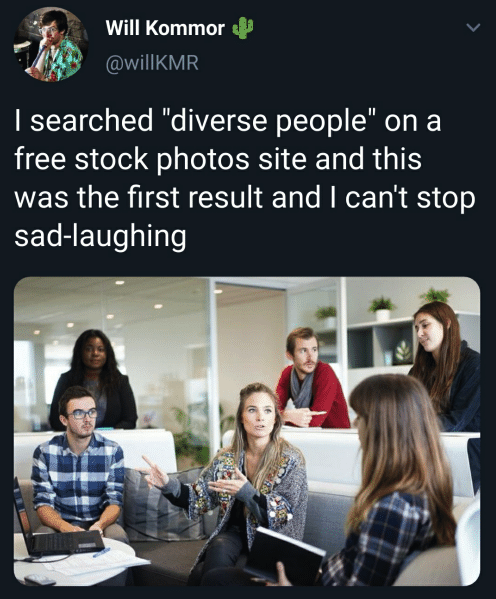 Will Kommor 🌵
@willKMR
I searched "diverse people" on a
free stock photos site and this
was the first result and I can't stop
sad-laughing